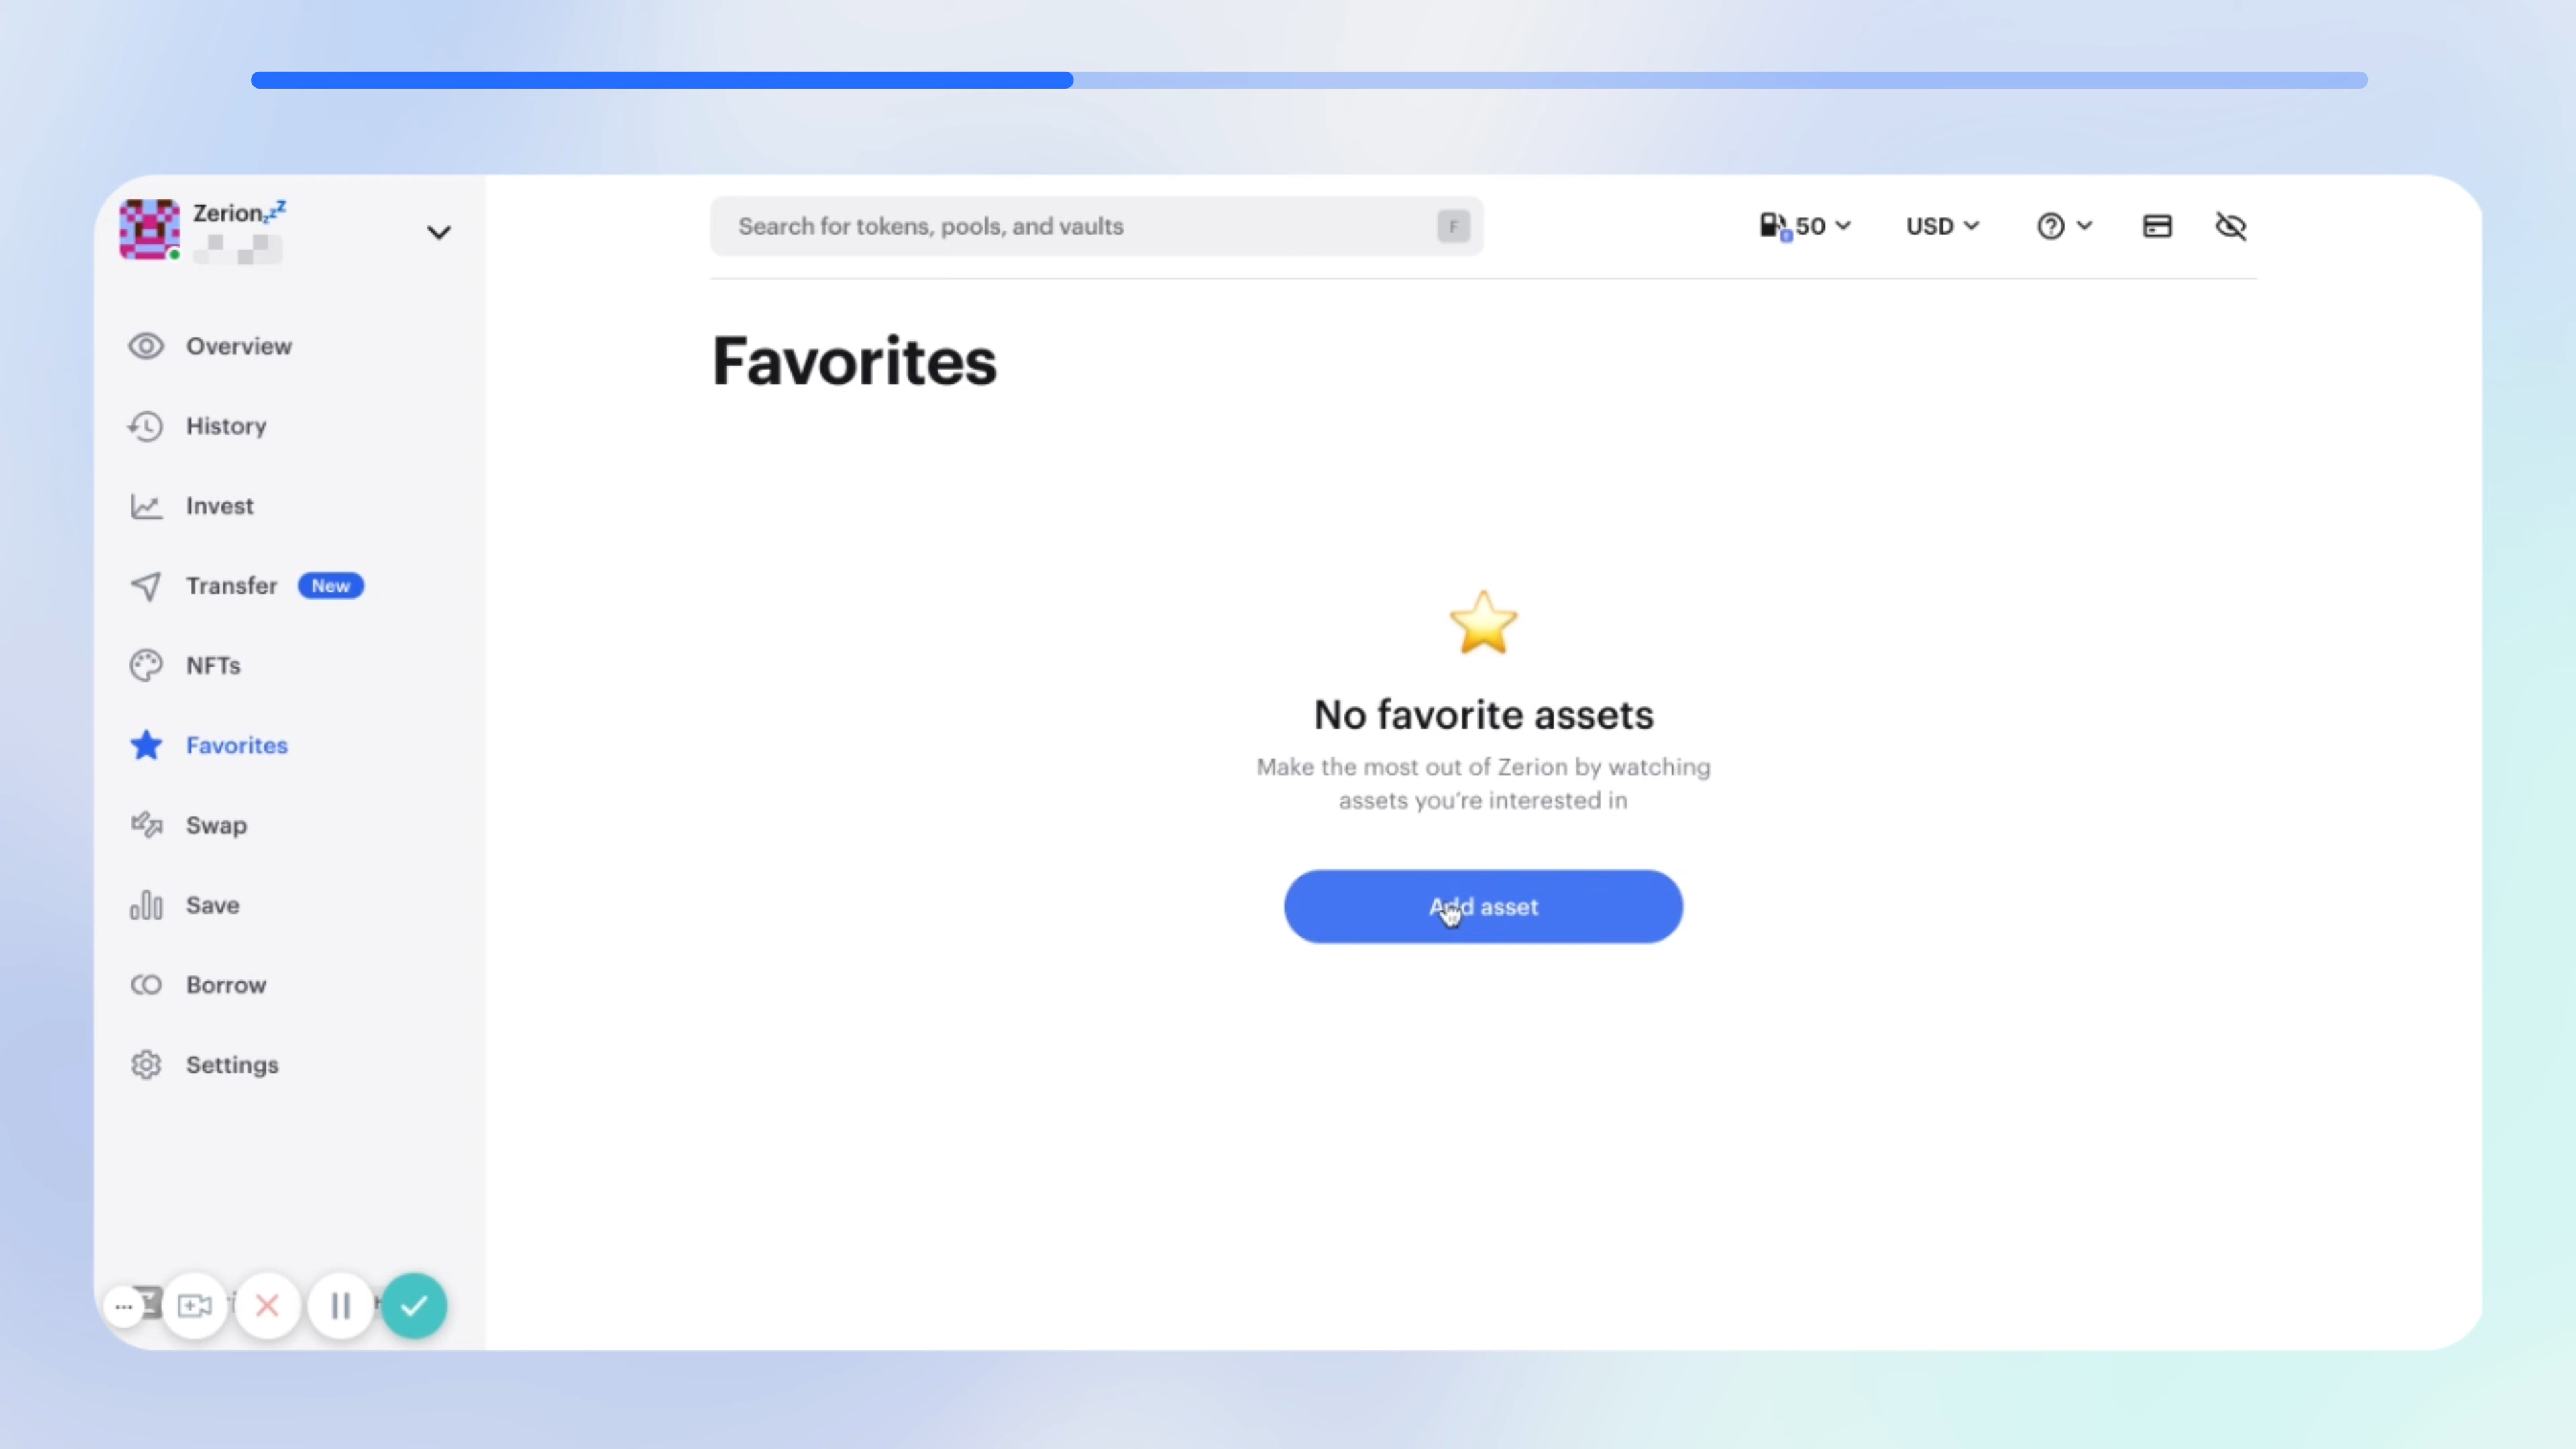 Zerion💤
Search for tokens, pools, and vaults
F
50
USD
Overview
History
Invest
Transfer
New
NFTs
Favorites
Swap
Save
Borrow
Settings
Favorites
No favorite assets
Make the most out of Zerion by watching
assets you're interested in
Add asset